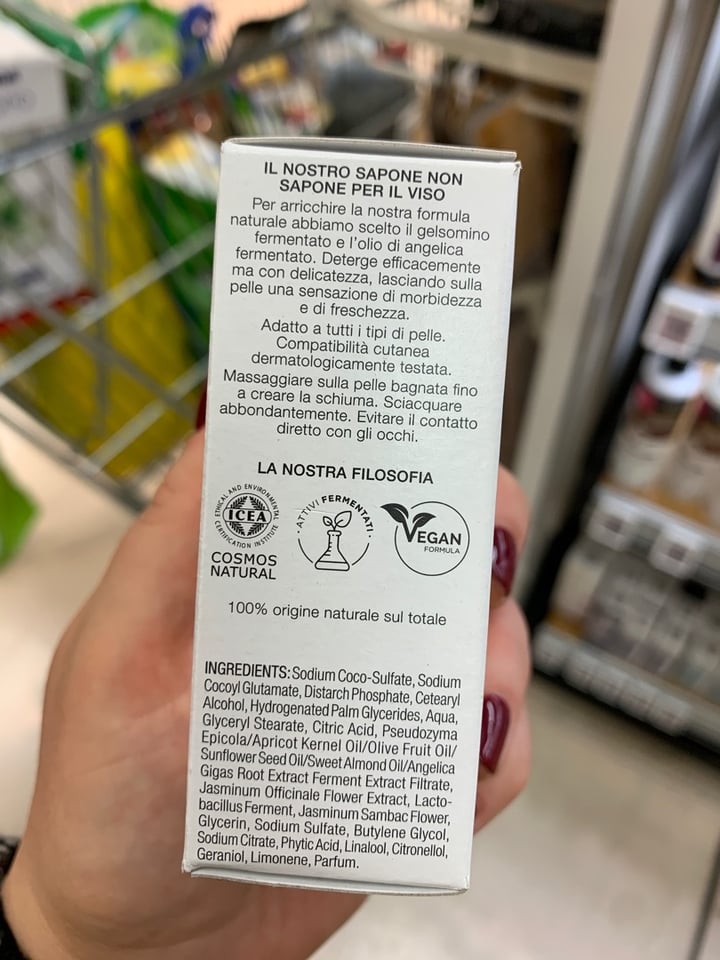 IL NOSTRO SAPONE NON
SAPONE PER IL VISO
Per arricchire la nostra formula
naturale abbiamo scelto il gelsomino
fermentato e l'olio di angelica
fermentato. Deterge efficacemente
ma con delicatezza, lasciando sulla
pelle una sensazione di morbidezza
e di freschezza.
Adatto a tutti i tipi di pelle.
Compatibilità cutanea
dermatologicamente testata.
Massaggiare sulla pelle bagnata fino
a creare la schiuma. Sciacquare
abbondantemente. Evitare il contatto
diretto con gli occhi.
LA NOSTRA FILOSOFIA
ETHICAL AND ENVIRONMENTAL
ICEA
CERTIFICATION INSTITUTE
COSMOS
NATURAL
• ATTIVI FERMENTATI •
VEGAN
FORMULA
100% origine naturale sul totale
INGREDIENTS: Sodium Coco-Sulfate, Sodium
Cocoyl Glutamate, Distarch Phosphate, Cetearyl
Alcohol, Hydrogenated Palm Glycerides, Aqua,
Glyceryl Stearate, Citric Acid, Pseudozyma
Epicola/Apricot Kernel Oil/Olive Fruit Oil/
Sunflower Seed Oil/Sweet Almond Oil/Angelica
Gigas Root Extract Ferment Extract Filtrate,
Jasminum Officinale Flower Extract, Lacto-
bacillus Ferment, Jasminum Sambac Flower,
Glycerin, Sodium Sulfate, Butylene Glycol,
Sodium Citrate, Phytic Acid, Linalool, Citronellol,
Geraniol, Limonene, Parfum.